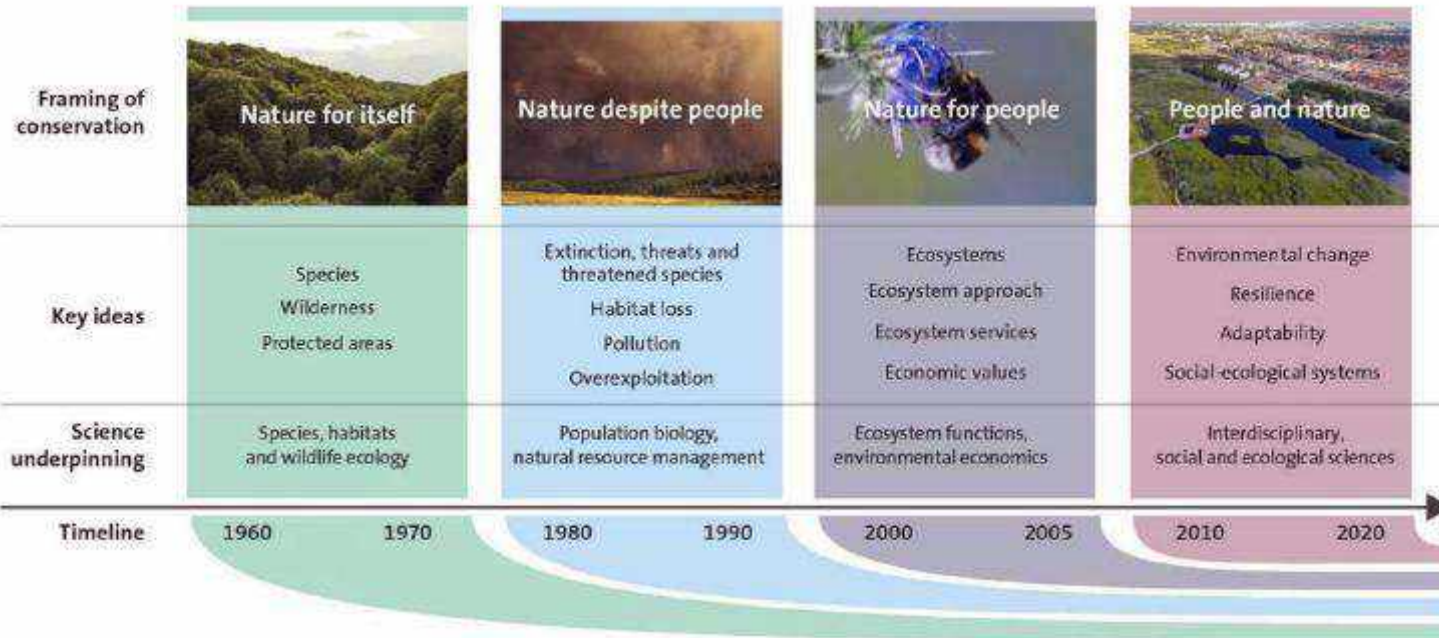 Framing of
conservation
Nature for itself
Nature despite people
Nature for people
People and nature
Key ideas
Species
Wilderness
Protected areas
Extinction, threats and
threatened species
Habitat loss
Pollution
Overexploitation
Ecosystems
Ecosystem approach
Ecosystem services
Economic values
Environmental change
Resilience
Adaptability
Social-ecological systems
Science
underpinning
Species, habitats
and wildlife ecology
Population biology,
natural resource management
Ecosystem functions,
environmental economics
Interdisciplinary,
social and ecological sciences
Timeline
1960
1970
1980
1990
2000
2005
2010
2020